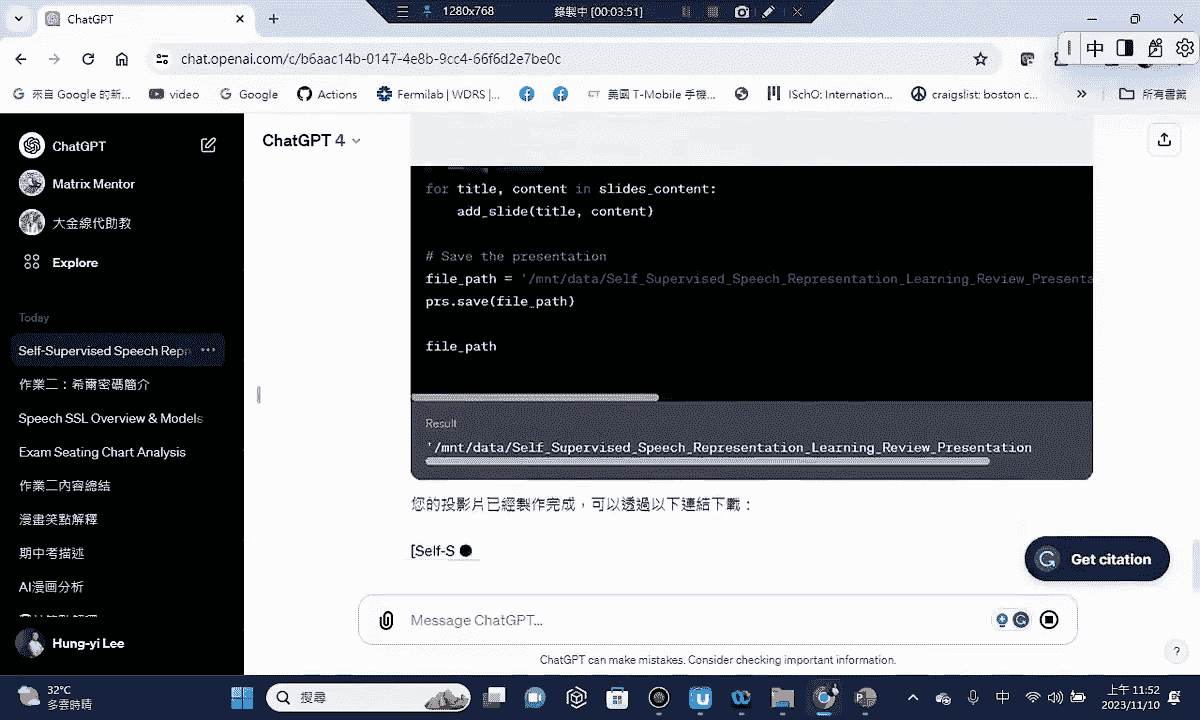 1280x768 錄製中 [00:03:51]
ChatGPT
chat.openai.com/c/b6aac14b-0147-4e8b-9cc4-66f6d2e7be0c
中
來自 Google 的新... video Google Actions Fermilab | WDRS |... 美國 T-Mobile 手機... ISchO: Internation... craigslist: boston c... » 所有書籤
ChatGPT
Matrix Mentor
大金線代助教
Explore
Today
Self-Supervised Speech Repr
作業二：希爾密碼簡介
Speech SSL Overview & Models
Exam Seating Chart Analysis
作業二內容總結
漫畫笑點解釋
期中考描述
AI漫画分析
Hung-yi Lee
ChatGPT 4
for title, content in slides_content:
add_slide(title, content)
# Save the presentation
file_path = '/mnt/data/Self_Supervised_Speech_Representation_Learning_Review_Presenta
prs.save(file_path)
file_path
Result
'/mnt/data/Self_Supervised_Speech_Representation_Learning_Review_Presentation
您的投影片已經製作完成，可以透過以下連結下載：
[Self-S
Get citation
Message ChatGPT...
ChatGPT can make mistakes. Consider checking important information.
?
32°C
多雲時晴
搜尋
中
上午 11:52
2023/11/10